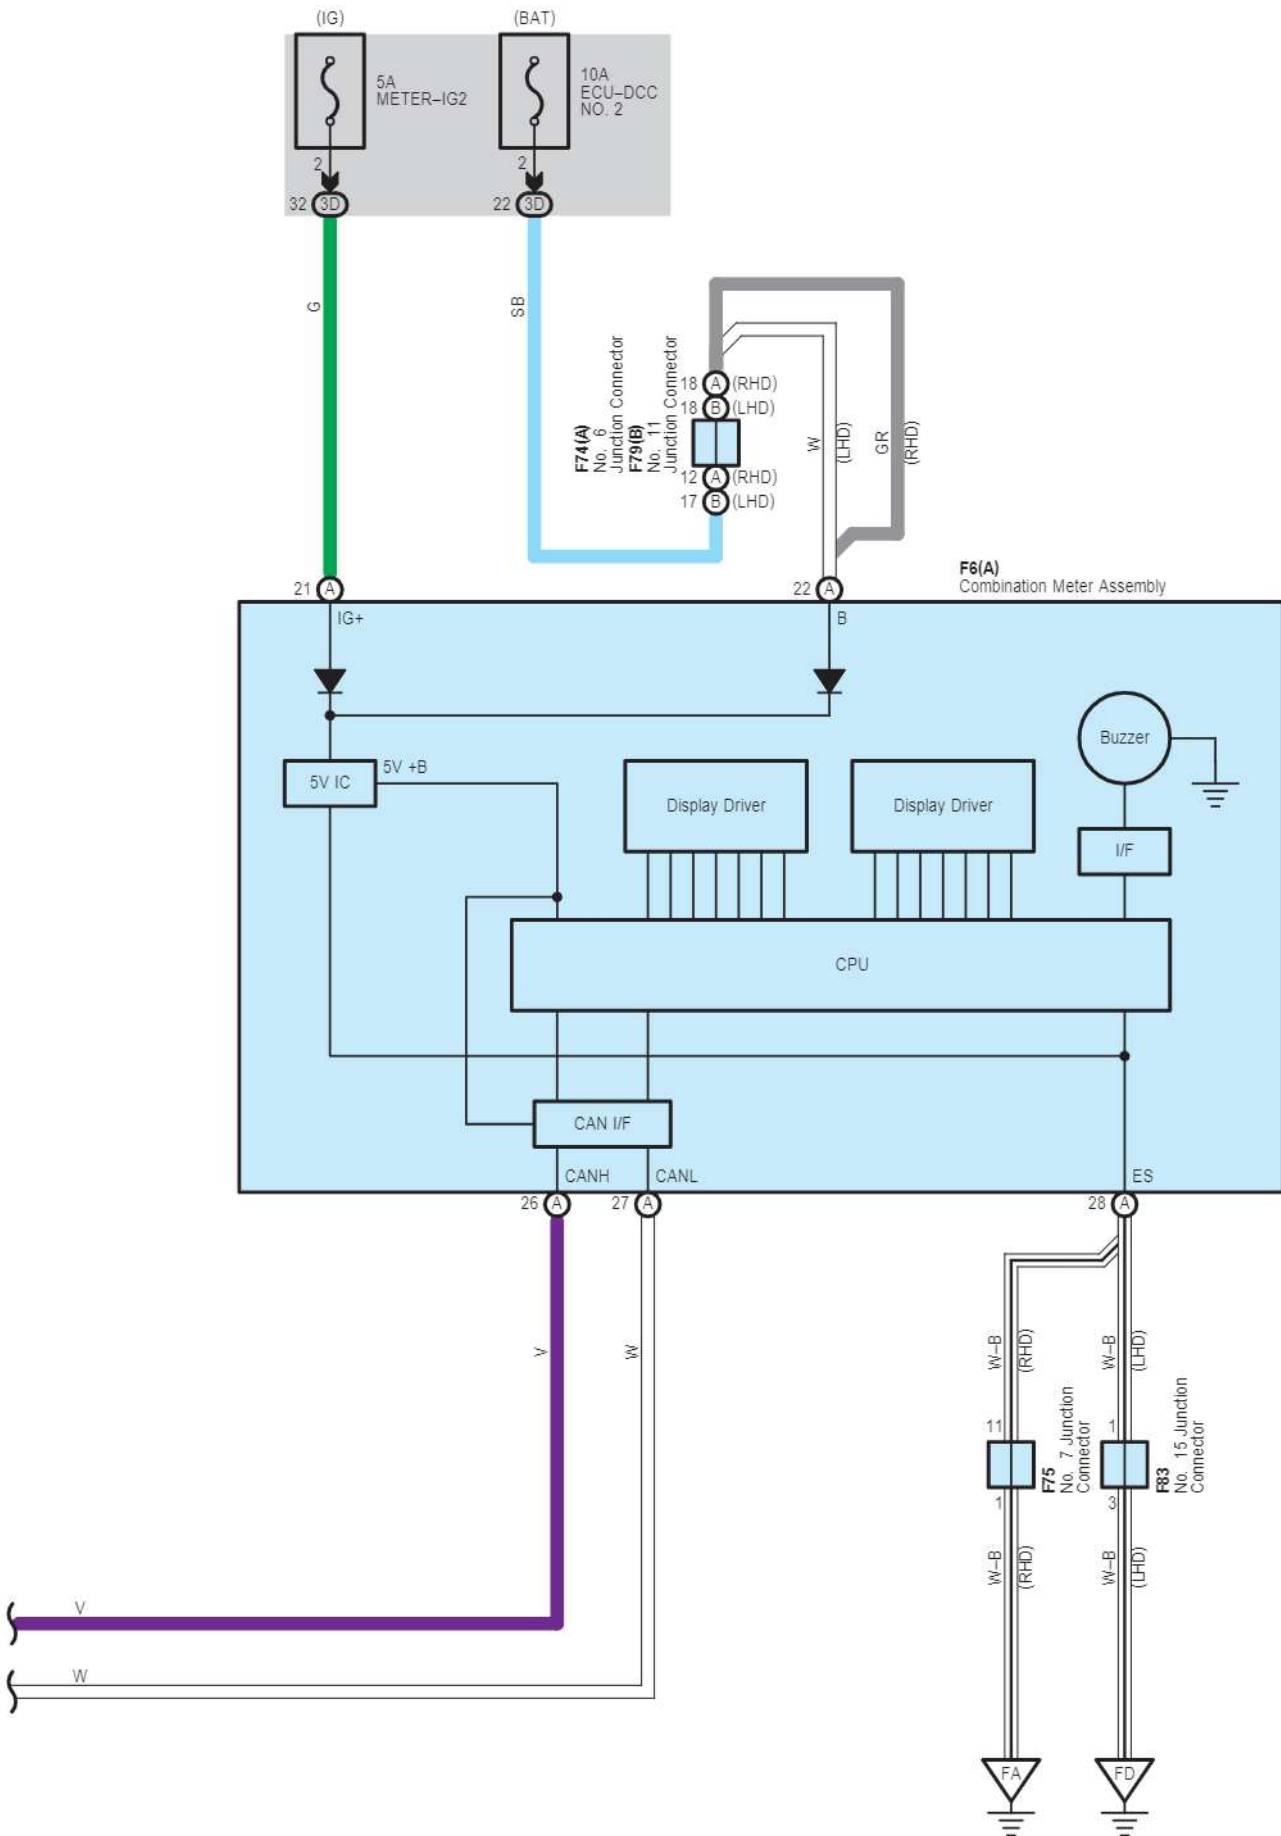 (IG)
(BAT)
5A
METER–IG2
10A
ECU–DCC
NO. 2
2
2
32 3D
22 3D
G
SB
F74(A)
No. 6
Junction Connector
F79(B)
No. 11
Junction Connector
18 A (RHD)
18 B (LHD)
12 A (RHD)
17 B (LHD)
W
(LHD)
GR
(RHD)
F6(A)
Combination Meter Assembly
21 A
22 A
IG+
B
Buzzer
5V IC
5V +B
Display Driver
Display Driver
I/F
CPU
CAN I/F
CANH
CANL
ES
26 A
27 A
28 A
V
W
W–B
(RHD)
W–B
(LHD)
11
1
F75
No. 7 Junction
Connector
1
3
F83
No. 15 Junction
Connector
W–B
(RHD)
W–B
(LHD)
V
W
FA
FD